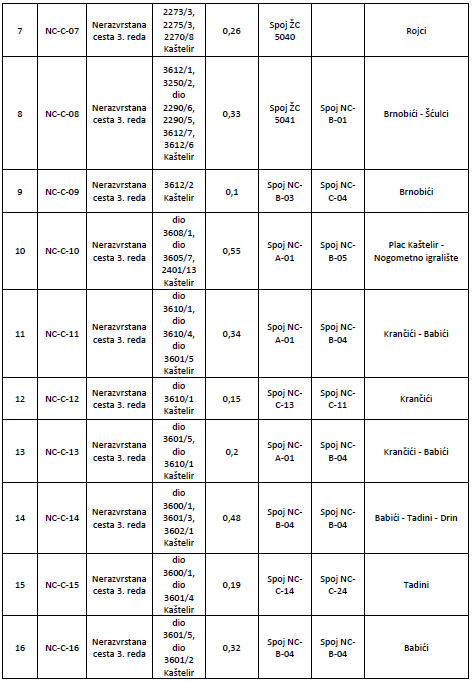 7 NC-C-07 Nerazvrstana cesta 3. reda 2273/3, 2275/3, 2270/8 Kaštelir 0,26 Spoj ŽC 5040 Rojci
8 NC-C-08 Nerazvrstana cesta 3. reda 3612/1, 3250/2, dio 2290/6, 2290/5, 3612/7, 3612/6 Kaštelir 0,33 Spoj ŽC 5041 Spoj NC-B-01 Brnobići - Šćulci
9 NC-C-09 Nerazvrstana cesta 3. reda 3612/2 Kaštelir 0,1 Spoj NC-B-03 Spoj NC-C-04 Brnobići
10 NC-C-10 Nerazvrstana cesta 3. reda dio 3608/1, dio 3605/7, 2401/13 Kaštelir 0,55 Spoj NC-A-01 Spoj NC-B-05 Plac Kaštelir - Nogometno igralište
11 NC-C-11 Nerazvrstana cesta 3. reda dio 3610/1, dio 3610/4, dio 3601/5 Kaštelir 0,34 Spoj NC-A-01 Spoj NC-B-04 Krančići - Babići
12 NC-C-12 Nerazvrstana cesta 3. reda dio 3610/1 Kaštelir 0,15 Spoj NC-C-13 Spoj NC-C-11 Krančići
13 NC-C-13 Nerazvrstana cesta 3. reda dio 3601/5, dio 3610/1 Kaštelir 0,2 Spoj NC-A-01 Spoj NC-B-04 Krančići - Babići
14 NC-C-14 Nerazvrstana cesta 3. reda dio 3600/1, 3601/3, 3602/1 Kaštelir 0,48 Spoj NC-B-04 Spoj NC-B-04 Babići - Tadini - Drin
15 NC-C-15 Nerazvrstana cesta 3. reda dio 3600/1, dio 3601/4 Kaštelir 0,19 Spoj NC-C-14 Spoj NC-C-24 Tadini
16 NC-C-16 Nerazvrstana cesta 3. reda dio 3601/5, dio 3601/2 Kaštelir 0,32 Spoj NC-B-04 Spoj NC-B-04 Babići